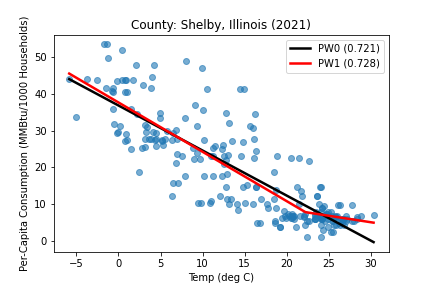 County: Shelby, Illinois (2021)
PW0 (0.721)
PW1 (0.728)
Per-Capita Consumption (MMBtu/1000 Households)
50
40
30
20
10
0
−5 0 5 10 15 20 25 30
Temp (deg C)